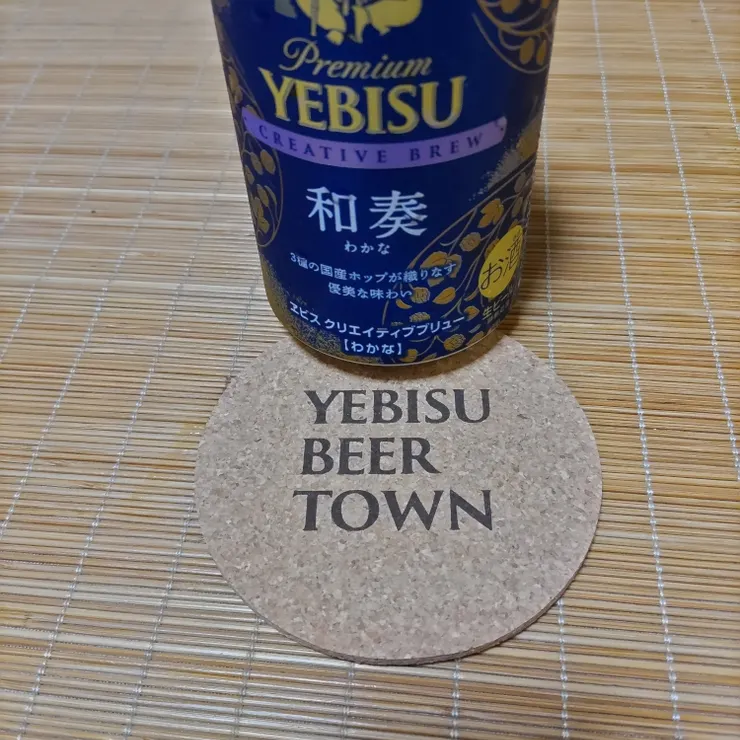 Premium
YEBISU
CREATIVE BREW
和奏
わかな
3種の国産ホップが織りなす
優美な味わい
お酒
ヱビス クリエイティブブリュー
【わかな】
YEBISU
BEER
TOWN